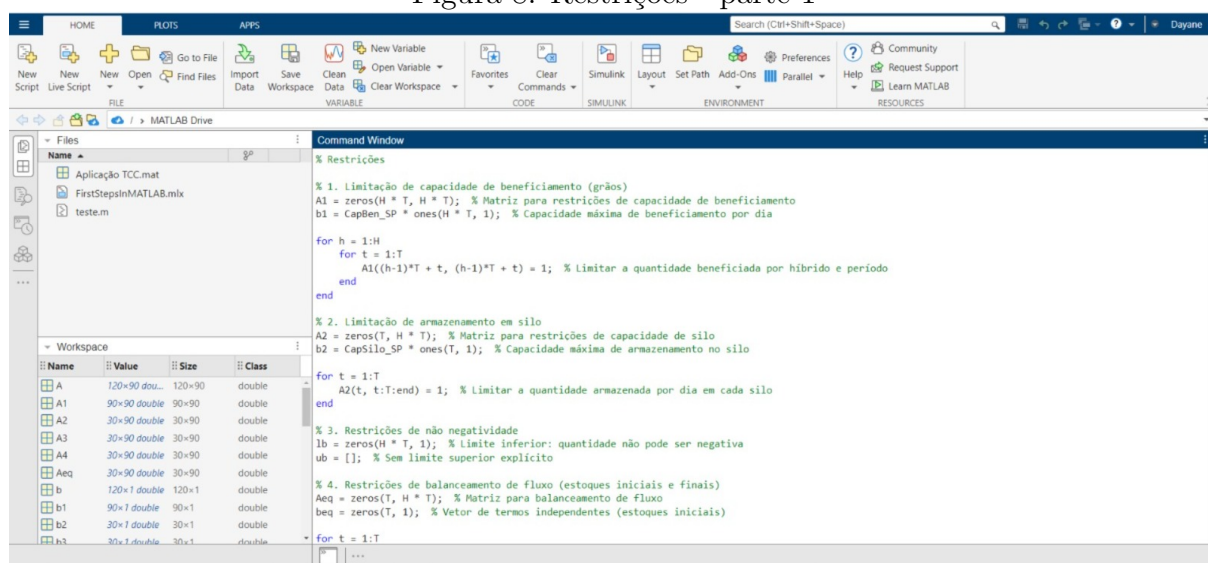 Figura 8: Restrições - parte 1
HOME PLOTS APPS
Search (Ctrl+Shift+Space)
Dayane
New Script
New Live Script
New
Open
Go to File
Find Files
FILE
Import Data
Save Workspace
Clean Data
New Variable
Open Variable
Clear Workspace
VARIABLE
Favorites
Clear Commands
CODE
Simulink
SIMULINK
Layout
Set Path
Add-Ons
Preferences
Parallel
ENVIRONMENT
Help
Community
Request Support
Learn MATLAB
RESOURCES
/ › MATLAB Drive
Files
Name
Aplicação TCC.mat
FirstStepsInMATLAB.mlx
teste.m
Workspace
Name Value Size Class
A 120×90 dou... 120×90 double
A1 90×90 double 90×90 double
A2 30×90 double 30×90 double
A3 30×90 double 30×90 double
A4 30×90 double 30×90 double
Aeq 30×90 double 30×90 double
b 120×1 double 120×1 double
b1 90×1 double 90×1 double
b2 30×1 double 30×1 double
b3 30×1 double 30×1 double
Command Window
% Restrições
% 1. Limitação de capacidade de beneficiamento (grãos)
A1 = zeros(H * T, H * T); % Matriz para restrições de capacidade de beneficiamento
b1 = CapBen_SP * ones(H * T, 1); % Capacidade máxima de beneficiamento por dia
for h = 1:H
for t = 1:T
A1((h-1)*T + t, (h-1)*T + t) = 1; % Limitar a quantidade beneficiada por híbrido e período
end
end
% 2. Limitação de armazenamento em silo
A2 = zeros(T, H * T); % Matriz para restrições de capacidade de silo
b2 = CapSilo_SP * ones(T, 1); % Capacidade máxima de armazenamento no silo
for t = 1:T
A2(t, t:T:end) = 1; % Limitar a quantidade armazenada por dia em cada silo
end
% 3. Restrições de não negatividade
lb = zeros(H * T, 1); % Limite inferior: quantidade não pode ser negativa
ub = []; % Sem limite superior explícito
% 4. Restrições de balanceamento de fluxo (estoques iniciais e finais)
Aeq = zeros(T, H * T); % Matriz para balanceamento de fluxo
beq = zeros(T, 1); % Vetor de termos independentes (estoques iniciais)
for t = 1:T